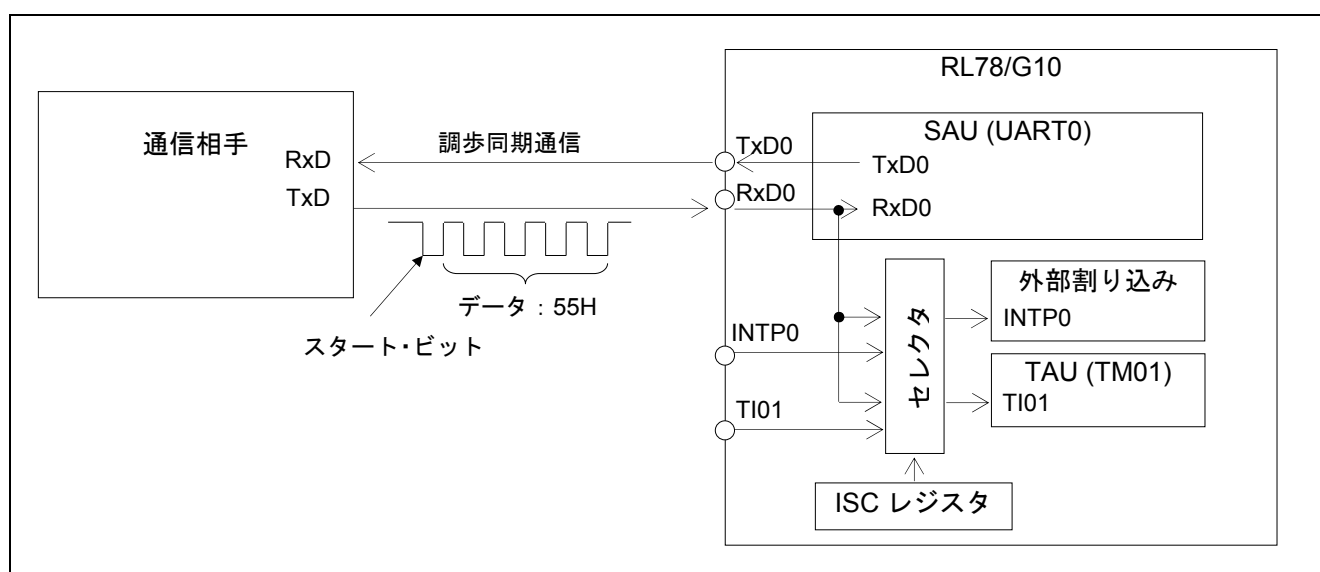 RL78/G10
通信相手
RxD
TxD
調歩同期通信
スタート・ビット
データ：55H
TxD0
RxD0
INTP0
TI01
SAU (UART0)
TxD0
RxD0
セレクタ
外部割り込み
INTP0
TAU (TM01)
TI01
ISC レジスタ